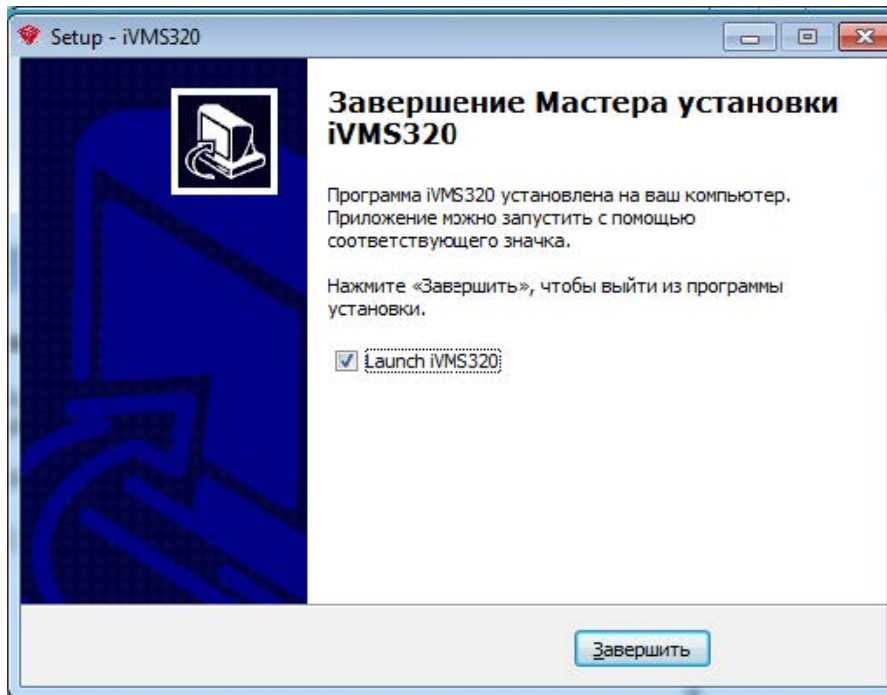 Setup - iVMS320
Завершение Мастера установки
iVMS320
Программа iVMS320 установлена на ваш компьютер.
Приложение можно запустить с помощью
соответствующего значка.
Нажмите «Завершить», чтобы выйти из программы
установки.
Launch iVMS320
Завершить